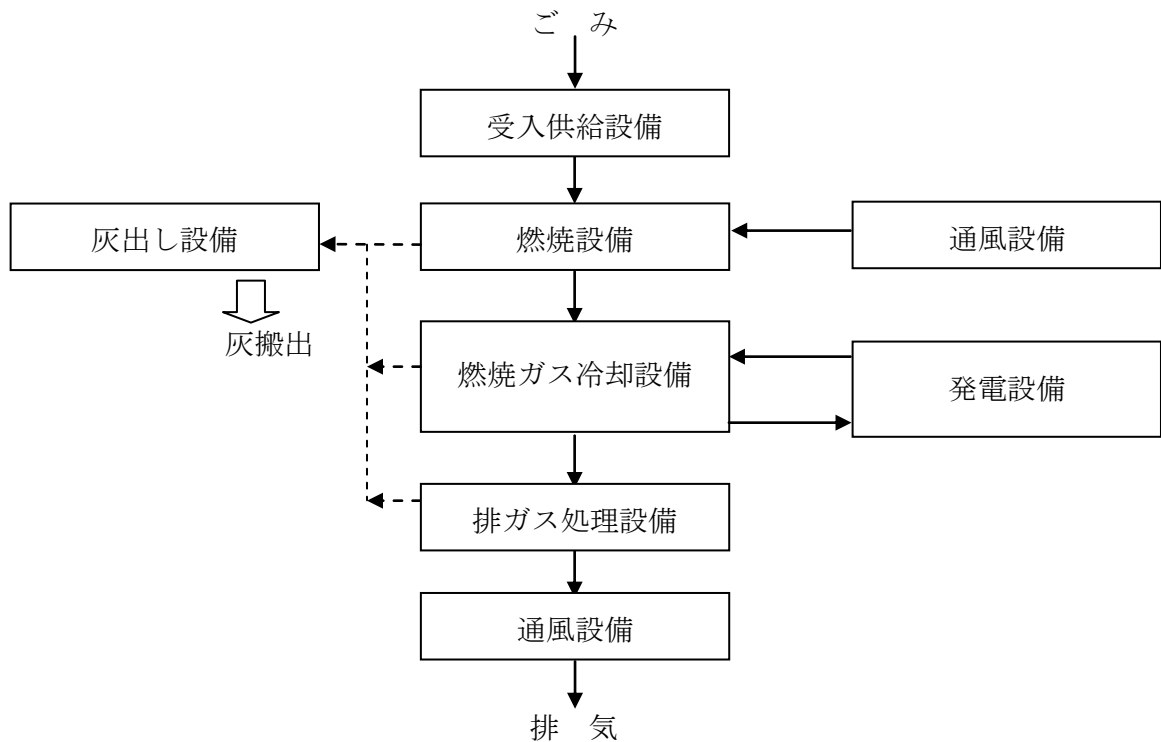 ご　み
受入供給設備
灰出し設備
燃焼設備
通風設備
灰搬出
燃焼ガス冷却設備
発電設備
排ガス処理設備
通風設備
排　気